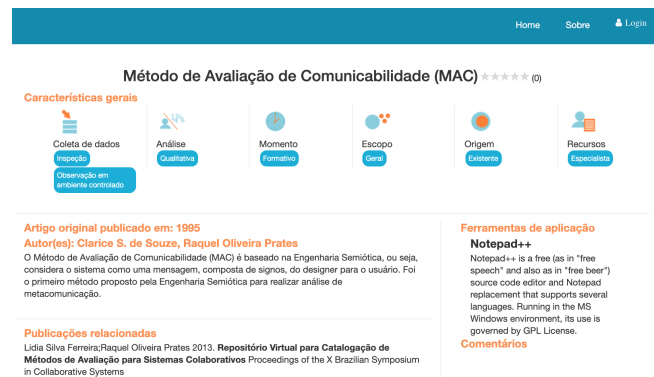 Home Sobre Login
Método de Avaliação de Comunicabilidade (MAC) (0)
Características gerais
Coleta de dados
Inspeção
Observação em
ambiente controlado
Análise
Qualitativa
Momento
Formativo
Escopo
Geral
Origem
Existente
Recursos
Especialista
Artigo original publicado em: 1995
Autor(es): Clarice S. de Souze, Raquel Oliveira Prates
O Método de Avaliação de Comunicabilidade (MAC) é baseado na Engenharia Semiótica, ou seja,
considera o sistema como uma mensagem, composta de signos, do designer para o usuário. Foi
o primeiro método proposto pela Engenharia Semiótica para realizar análise de
metacomunicação.
Publicações relacionadas
Lidia Silva Ferreira;Raquel Oliveira Prates 2013. Repositório Virtual para Catalogação de
Métodos de Avaliação para Sistemas Colaborativos Proceedings of the X Brazilian Symposium
in Collaborative Systems
Ferramentas de aplicação
Notepad++
Notepad++ is a free (as in "free
speech" and also as in "free beer")
source code editor and Notepad
replacement that supports several
languages. Running in the MS
Windows environment, its use is
governed by GPL License.
Comentários